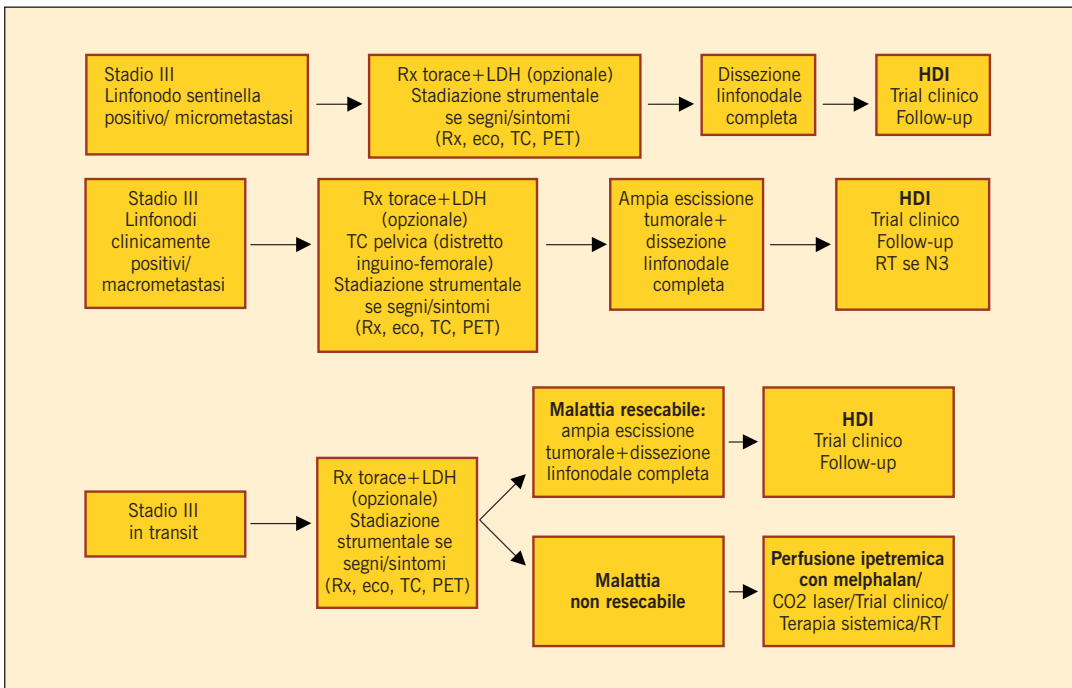 Stadio III
Linfonodo sentinella
positivo/ micrometastasi
Rx torace+LDH (opzionale)
Stadiazione strumentale
se segni/sintomi
(Rx, eco, TC, PET)
Dissezione
linfonodale
completa
HDI
Trial clinico
Follow-up
Stadio III
Linfonodi
clinicamente
positivi/
macrometastasi
Rx torace+LDH
(opzionale)
TC pelvica (distretto
inguino-femorale)
Stadiazione strumentale
se segni/sintomi
(Rx, eco, TC, PET)
Ampia escissione
tumorale+
dissezione
linfonodale
completa
HDI
Trial clinico
Follow-up
RT se N3
Stadio III
in transit
Rx torace+LDH
(opzionale)
Stadiazione
strumentale se
segni/sintomi
(Rx, eco, TC, PET)
Malattia resecabile:
ampia escissione
tumorale+dissezione
linfonodale completa
HDI
Trial clinico
Follow-up
Malattia
non resecabile
Perfusione ipetremica
con melphalan/
CO2 laser/Trial clinico/
Terapia sistemica/RT